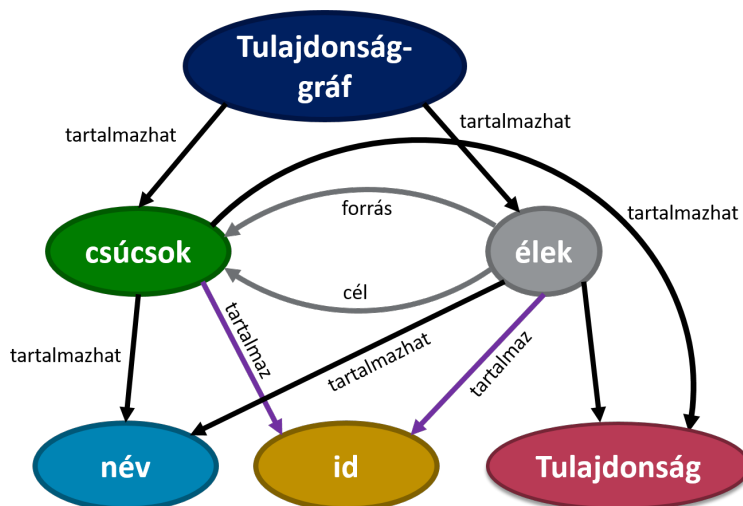 Tulajdonság-
gráf
tartalmazhat
tartalmazhat
tartalmazhat
forrás
csúcsok
élek
cél
tartalmaz
tartalmazhat
tartalmazhat
tartalmaz
név
id
Tulajdonság